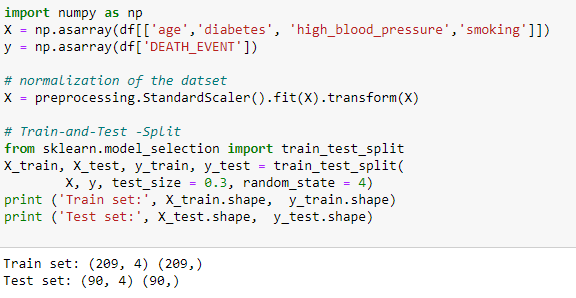 import numpy as np
X = np.asarray(df[['age','diabetes', 'high_blood_pressure','smoking']])
y = np.asarray(df['DEATH_EVENT'])
# normalization of the datset
X = preprocessing.StandardScaler().fit(X).transform(X)
# Train-and-Test -Split
from sklearn.model_selection import train_test_split
X_train, X_test, y_train, y_test = train_test_split(
        X, y, test_size = 0.3, random_state = 4)
print ('Train set:', X_train.shape,  y_train.shape)
print ('Test set:', X_test.shape,  y_test.shape)
Train set: (209, 4) (209,)
Test set: (90, 4) (90,)